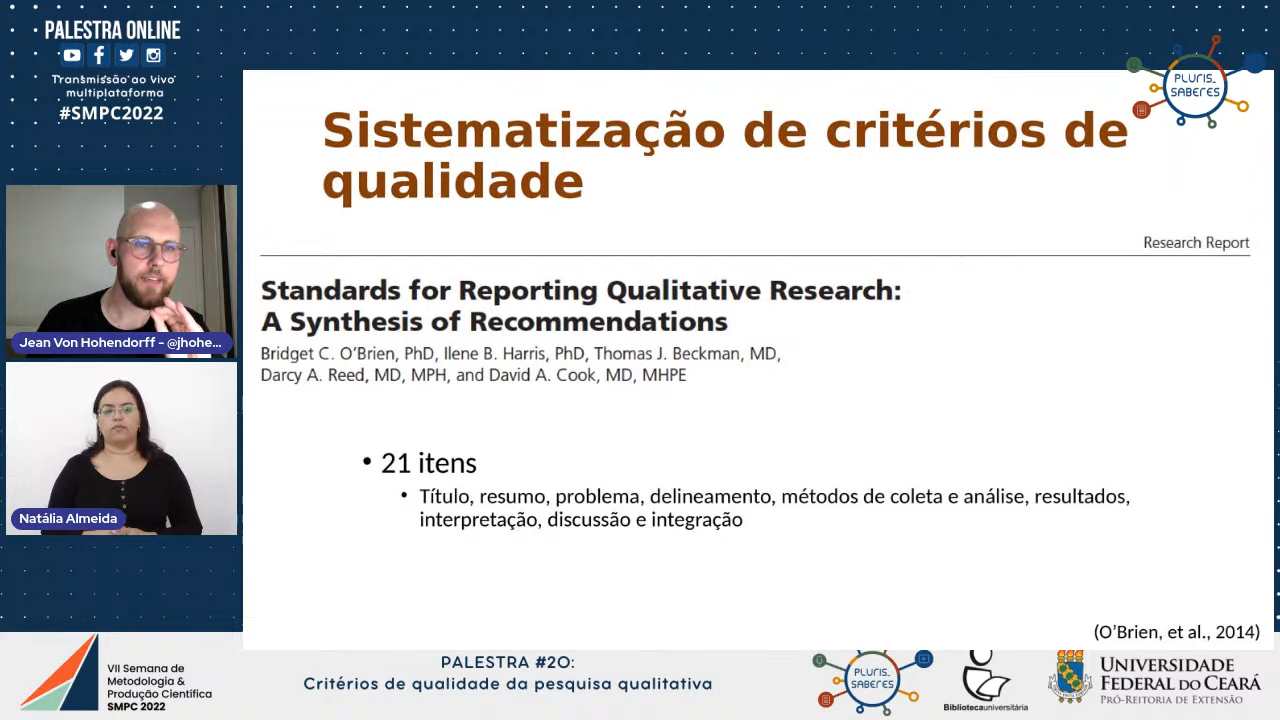 PALESTRA ONLINE
Transmissão ao vivo
multiplataforma
#SMPC2022
PLURIS_
SABERES
Sistematização de critérios de
qualidade
Research Report
Standards for Reporting Qualitative Research:
A Synthesis of Recommendations
Bridget C. O’Brien, PhD, Ilene B. Harris, PhD, Thomas J. Beckman, MD,
Darcy A. Reed, MD, MPH, and David A. Cook, MD, MHPE
Jean Von Hohendorff - @jhohe...
Natália Almeida
• 21 itens
• Título, resumo, problema, delineamento, métodos de coleta e análise, resultados,
interpretação, discussão e integração
(O’Brien, et al., 2014)
VII Semana de
Metodologia &
Produção Científica
SMPC 2022
PALESTRA #20:
Critérios de qualidade da pesquisa qualitativa
PLURIS_
SABERES
Bibliotecauniversitária
UNIVERSIDADE
FEDERAL DO CEARÁ
PRÓ-REITORIA DE EXTENSÃO